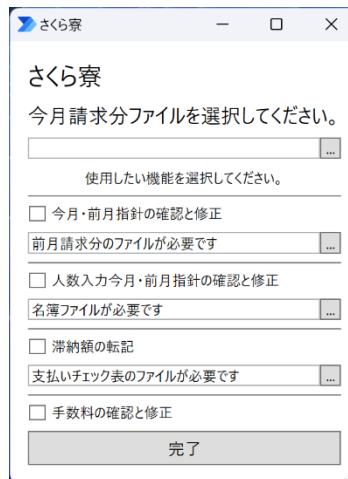 さくら寮
さくら寮
今月請求分ファイルを選択してください。
...
使用したい機能を選択してください。
今月・前月指針の確認と修正
前月請求分のファイルが必要です
...
人数入力今月・前月指針の確認と修正
名簿ファイルが必要です
...
滞納額の転記
支払いチェック表のファイルが必要です
...
手数料の確認と修正
完了